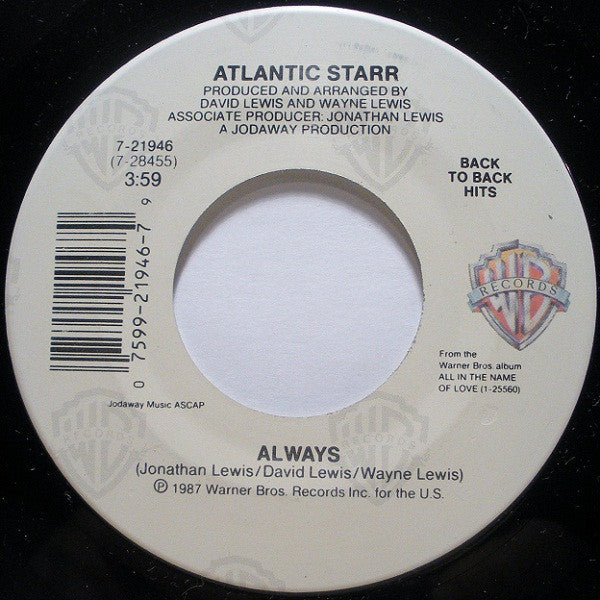 ATLANTIC STARR
PRODUCED AND ARRANGED BY
DAVID LEWIS AND WAYNE LEWIS
ASSOCIATE PRODUCER: JONATHAN LEWIS
A JODAWAY PRODUCTION
7-21946
(7-28455)
3:59
BACK
TO BACK
HITS
0 7599-21946-7 9
WB
RECORDS
From the
Warner Bros. album
ALL IN THE NAME
OF LOVE (1-25560)
Jodaway Music ASCAP
ALWAYS
(Jonathan Lewis/David Lewis/Wayne Lewis)
Ⓟ 1987 Warner Bros. Records Inc. for the U.S.